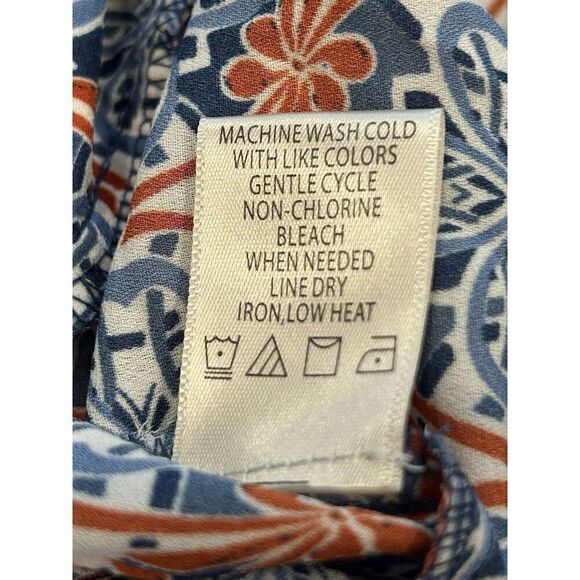 MACHINE WASH COLD
WITH LIKE COLORS
GENTLE CYCLE
NON-CHLORINE
BLEACH
WHEN NEEDED
LINE DRY
IRON,LOW HEAT